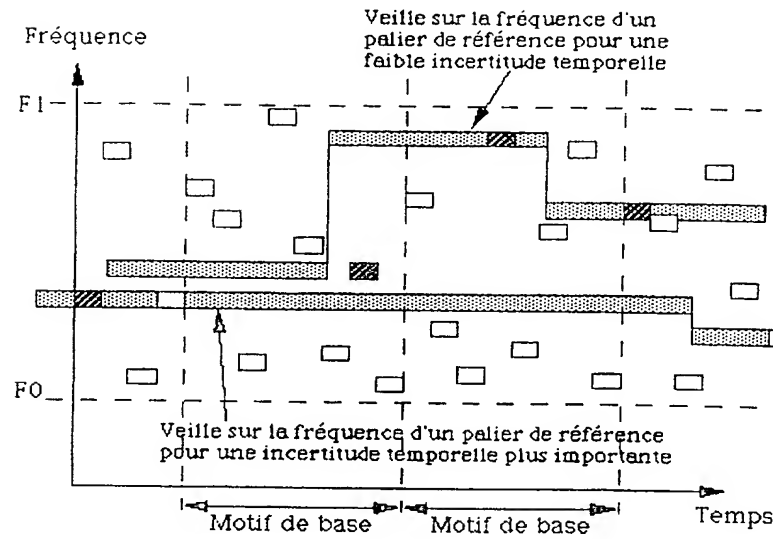 Veille sur la fréquence d'un
palier de référence pour une
faible incertitude temporelle
Fréquence
F1
F0
Veille sur la fréquence d'un palier de référence
pour une incertitude temporelle plus importante
Temps
Motif de base
Motif de base